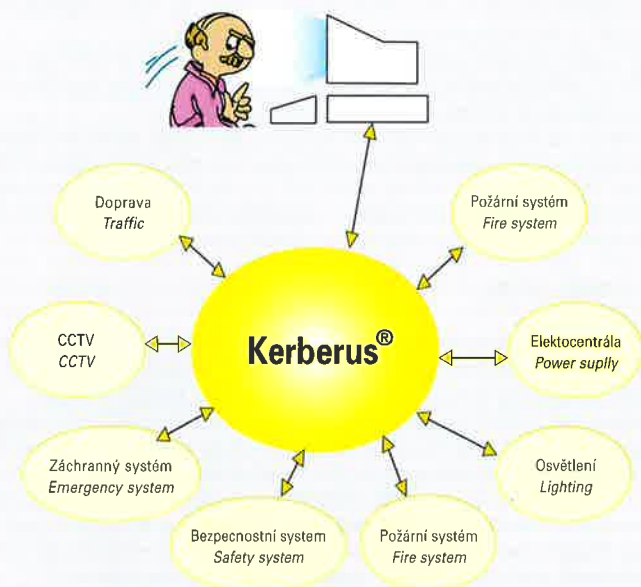 Doprava
Traffic
Požární systém
Fire system
CCTV
CCTV
Kerberus®
Elektocentrála
Power suplly
Záchranný systém
Emergency system
Osvětlení
Lighting
Bezpecnostní system
Safety system
Požární systém
Fire system